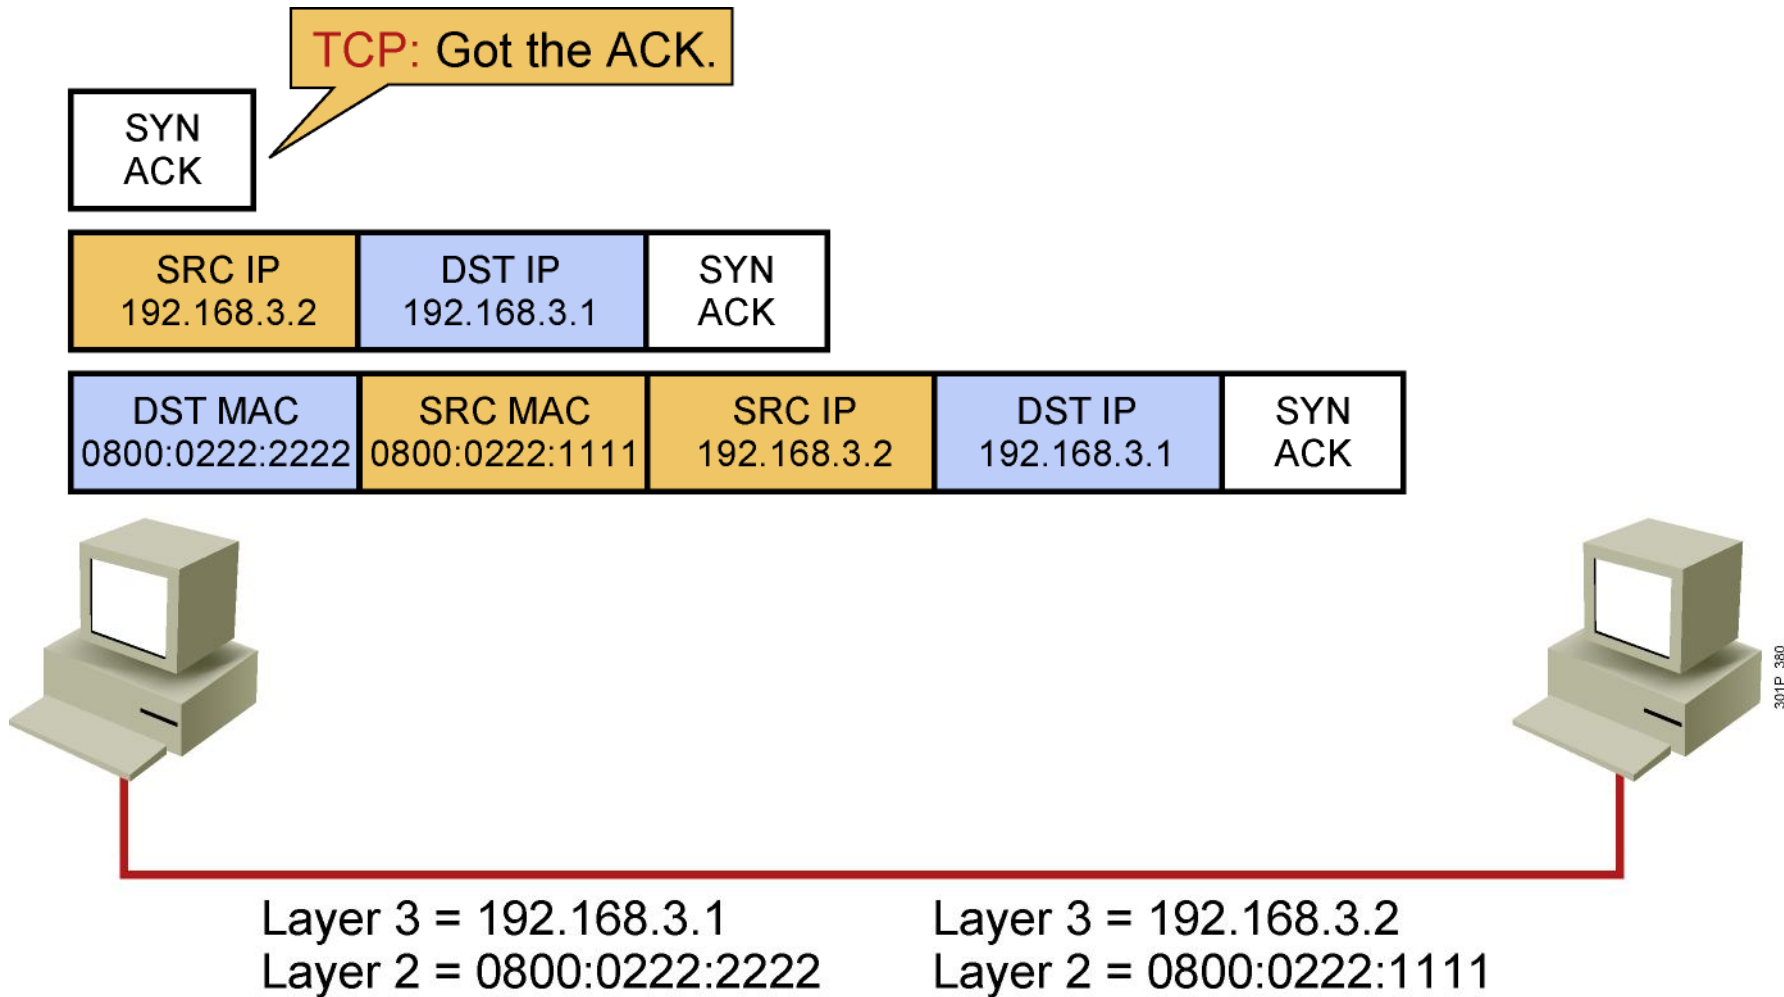 TCP: Got the ACK.
SYN
ACK
SRC IP
192.168.3.2
DST IP
192.168.3.1
SYN
ACK
DST MAC
0800:0222:2222
SRC MAC
0800:0222:1111
SRC IP
192.168.3.2
DST IP
192.168.3.1
SYN
ACK
301P_380
Layer 3 = 192.168.3.1
Layer 2 = 0800:0222:2222
Layer 3 = 192.168.3.2
Layer 2 = 0800:0222:1111